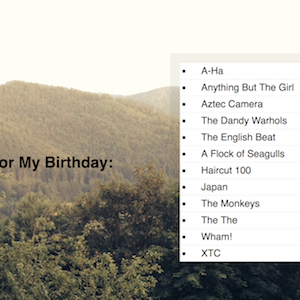 or My Birthday:
A-Ha
Anything But The Girl
Aztec Camera
The Dandy Warhols
The English Beat
A Flock of Seagulls
Haircut 100
Japan
The Monkeys
The The
Wham!
XTC